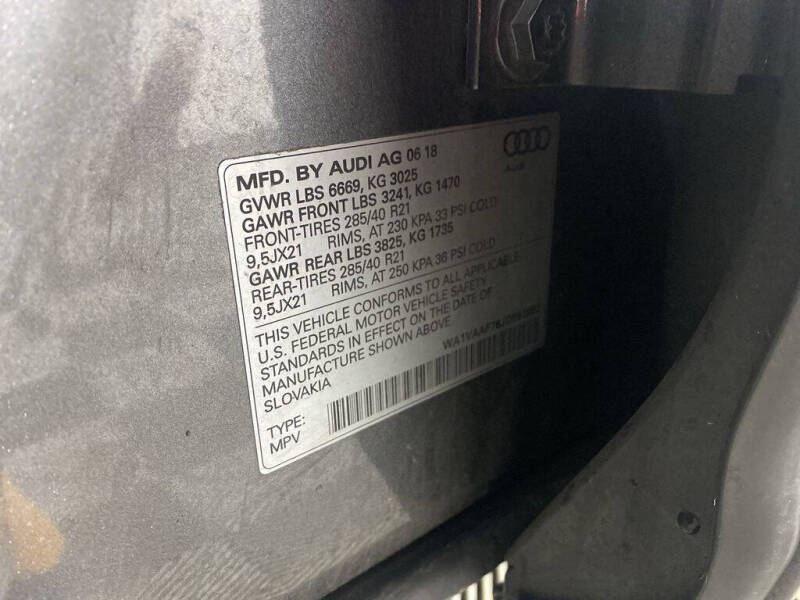 MFD. BY AUDI AG 06 18
Audi
GVWR LBS 6669, KG 3025
GAWR FRONT LBS 3241, KG 1470
FRONT-TIRES 285/40 R21
9,5JX21 RIMS, AT 230 KPA 33 PSI COLD
GAWR REAR LBS 3825, KG 1735
REAR-TIRES 285/40 R21
9,5JX21 RIMS, AT 250 KPA 36 PSI COLD
THIS VEHICLE CONFORMS TO ALL APPLICABLE
U.S. FEDERAL MOTOR VEHICLE SAFETY
STANDARDS IN EFFECT ON THE DATE OF
MANUFACTURE SHOWN ABOVE
SLOVAKIA
TYPE:
MPV